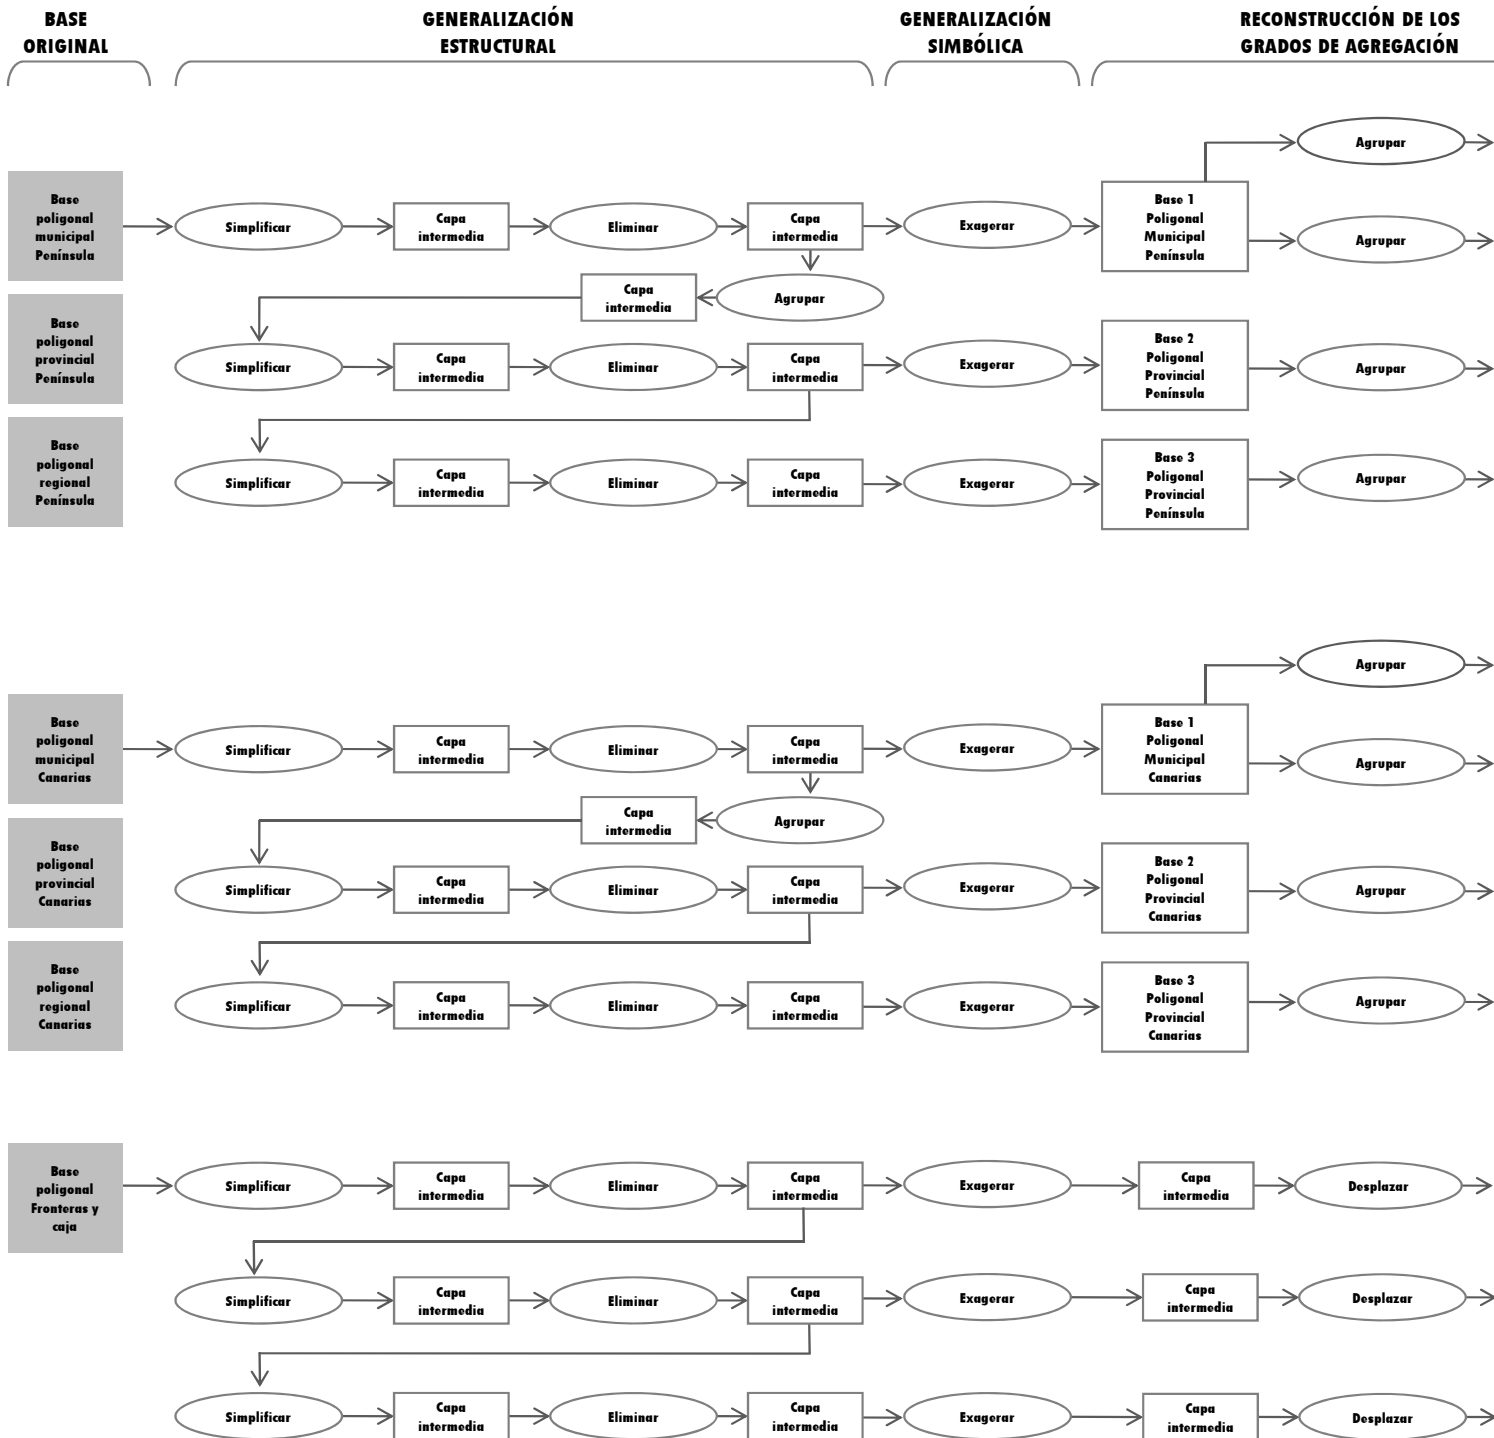 BASE
ORIGINAL
GENERALIZACIÓN
ESTRUCTURAL
GENERALIZACIÓN
SIMBÓLICA
RECONSTRUCCIÓN DE LOS
GRADOS DE AGREGACIÓN
Agrupar
Base
poligonal
municipal
Península
Simplificar
Capa
intermedia
Eliminar
Capa
intermedia
Exagerar
Base 1
Poligonal
Municipal
Península
Agrupar
Capa
intermedia
Agrupar
Base
poligonal
provincial
Península
Simplificar
Capa
intermedia
Eliminar
Capa
intermedia
Exagerar
Base 2
Poligonal
Provincial
Península
Agrupar
Base
poligonal
regional
Península
Simplificar
Capa
intermedia
Eliminar
Capa
intermedia
Exagerar
Base 3
Poligonal
Provincial
Península
Agrupar
Agrupar
Base
poligonal
municipal
Canarias
Simplificar
Capa
intermedia
Eliminar
Capa
intermedia
Exagerar
Base 1
Poligonal
Municipal
Canarias
Agrupar
Capa
intermedia
Agrupar
Base
poligonal
provincial
Canarias
Simplificar
Capa
intermedia
Eliminar
Capa
intermedia
Exagerar
Base 2
Poligonal
Provincial
Canarias
Agrupar
Base
poligonal
regional
Canarias
Simplificar
Capa
intermedia
Eliminar
Capa
intermedia
Exagerar
Base 3
Poligonal
Provincial
Canarias
Agrupar
Base
poligonal
Fronteras y
caja
Simplificar
Capa
intermedia
Eliminar
Capa
intermedia
Exagerar
Capa
intermedia
Desplazar
Simplificar
Capa
intermedia
Eliminar
Capa
intermedia
Exagerar
Capa
intermedia
Desplazar
Simplificar
Capa
intermedia
Eliminar
Capa
intermedia
Exagerar
Capa
intermedia
Desplazar